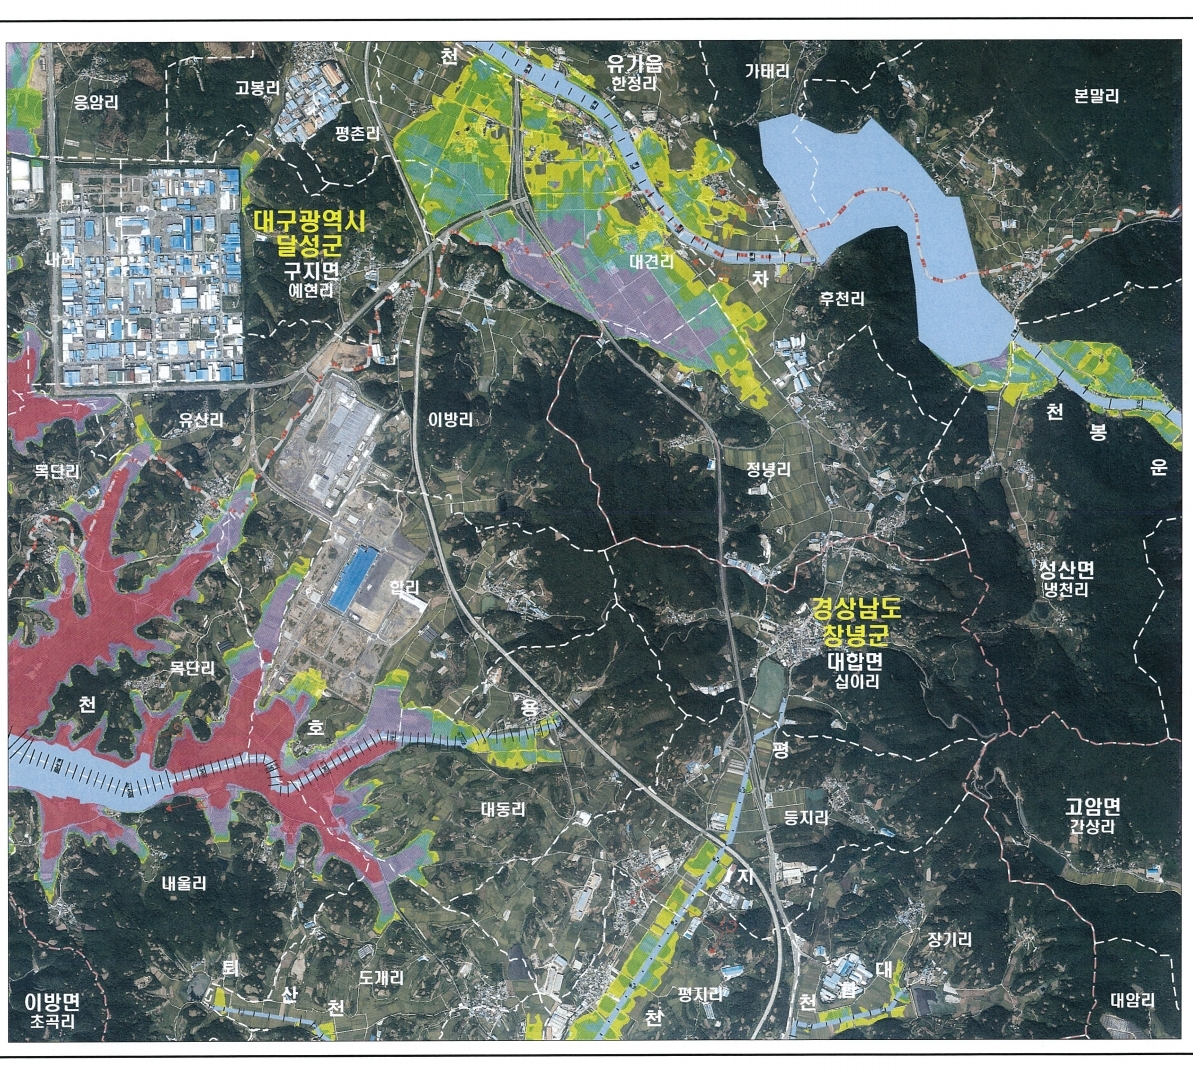 천
유가읍
한정리
가태리
본말리
응암리
고봉리
평촌리
대구광역시
달성군
구지면
예현리
내리
대견리
차
후천리
천
봉
운
유산리
이방리
목단리
정녕리
합리
성산면
냉천리
경상남도
창녕군
대합면
십이리
목단리
천
호
용
평
대동리
등지리
고암면
간상리
내울리
지
장기리
퇴
산
천
도개리
평지리
천
대
합
천
이방면
초곡리
대암리